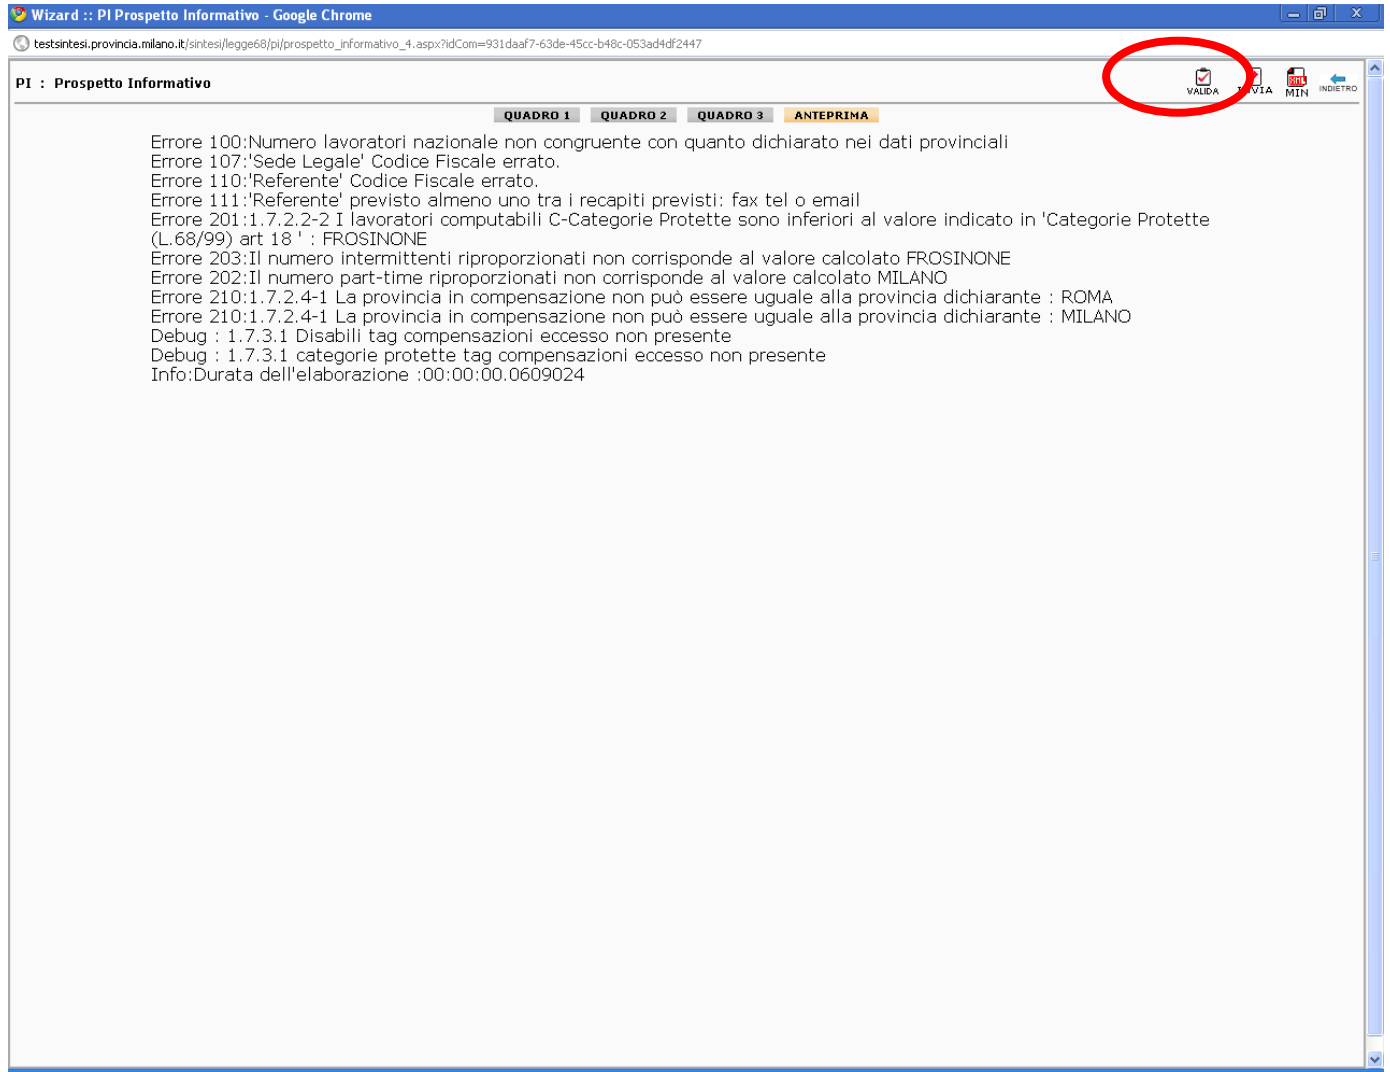 Wizard :: PI Prospetto Informativo - Google Chrome
testsintesi.provincia.milano.it/sintesi/legge68/pi/prospetto_informativo_4.aspx?idCom=931daaf7-63de-45cc-b48c-053ad4df2447
PI : Prospetto Informativo
VALIDA
MIN
INDIETRO
QUADRO 1 QUADRO 2 QUADRO 3 ANTEPRIMA
Errore 100:Numero lavoratori nazionale non congruente con quanto dichiarato nei dati provinciali
Errore 107:'Sede Legale' Codice Fiscale errato.
Errore 110:'Referente' Codice Fiscale errato.
Errore 111:'Referente' previsto almeno uno tra i recapiti previsti: fax tel o email
Errore 201:1.7.2.2-2 I lavoratori computabili C-Categorie Protette sono inferiori al valore indicato in 'Categorie Protette
(L.68/99) art 18 ' : FROSINONE
Errore 203:Il numero intermittenti riproporzionati non corrisponde al valore calcolato FROSINONE
Errore 202:Il numero part-time riproporzionati non corrisponde al valore calcolato MILANO
Errore 210:1.7.2.4-1 La provincia in compensazione non può essere uguale alla provincia dichiarante : ROMA
Errore 210:1.7.2.4-1 La provincia in compensazione non può essere uguale alla provincia dichiarante : MILANO
Debug : 1.7.3.1 Disabili tag compensazioni eccesso non presente
Debug : 1.7.3.1 categorie protette tag compensazioni eccesso non presente
Info:Durata dell'elaborazione :00:00:00.0609024